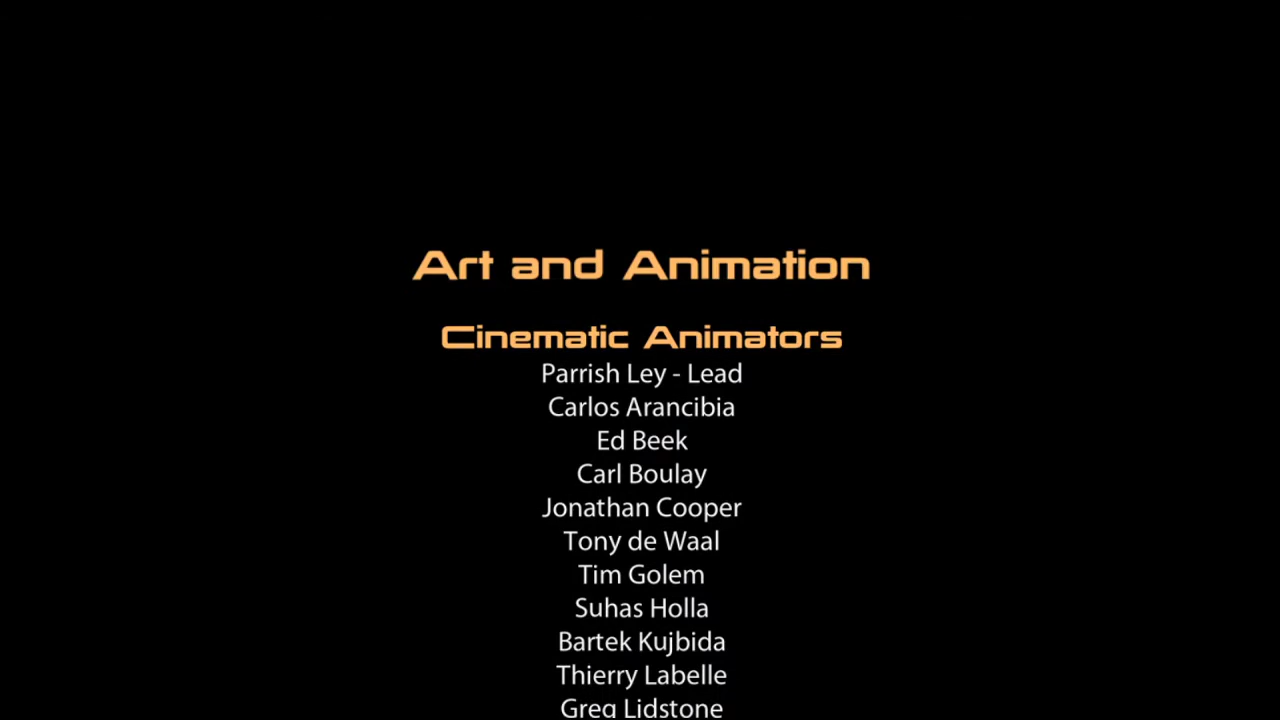 Art and Animation
Cinematic Animators
Parrish Ley - Lead
Carlos Arancibia
Ed Beek
Carl Boulay
Jonathan Cooper
Tony de Waal
Tim Golem
Suhas Holla
Bartek Kujbida
Thierry Labelle
Greg Lidstone